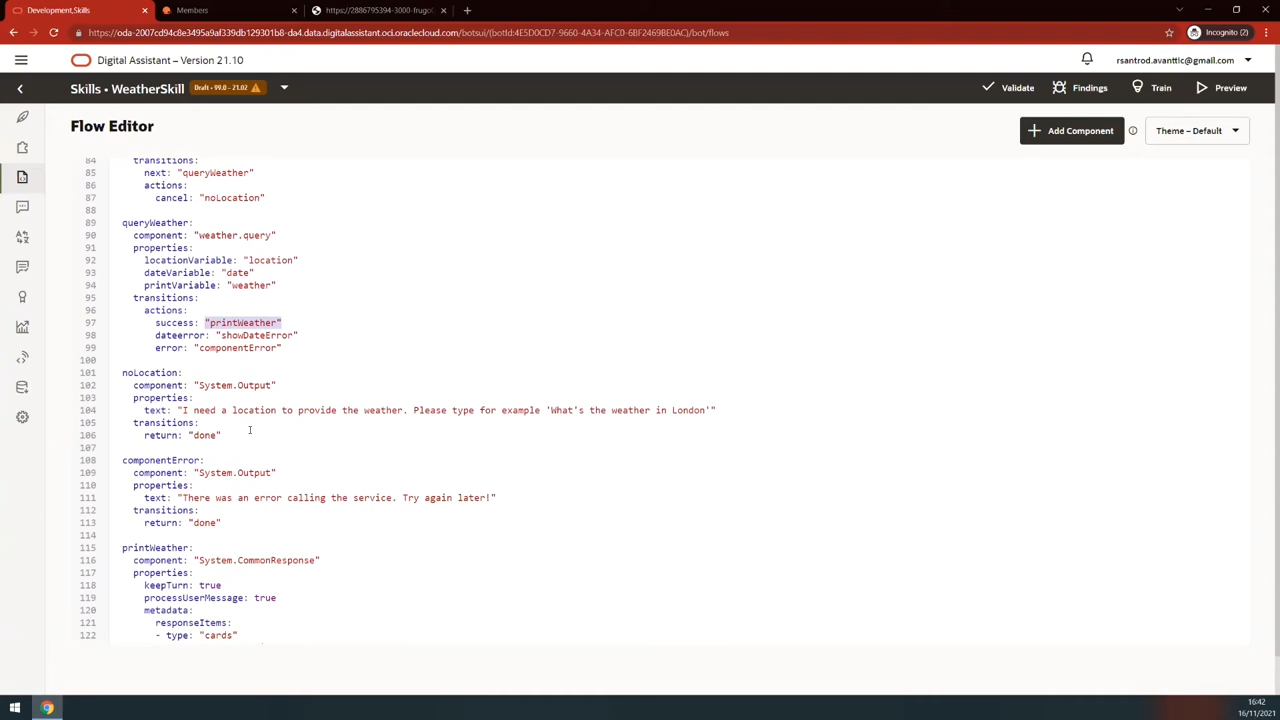 Development,Skills
Members
https://2886795394-3000-frugo
https://oda-2007cd94c8e3495a9af339db129301b8-da4.data.digitalassistant.oci.oraclecloud.com/botsui/(botId:4E5D0CD7-9660-4A34-AFC0-6BF2469BE0AC)/bot/flows
Incognito (2)
Digital Assistant – Version 21.10
rsantrod.avanttic@gmail.com
Skills • WeatherSkill
Draft • 99.0 - 21.02
Validate
Findings
Train
Preview
Flow Editor
Add Component
Theme – Default
84 transitions:
85 next: "queryWeather"
86 actions:
87 cancel: "noLocation"
88
89 queryWeather:
90 component: "weather.query"
91 properties:
92 locationVariable: "location"
93 dateVariable: "date"
94 printVariable: "weather"
95 transitions:
96 actions:
97 success: "printWeather"
98 dateerror: "showDateError"
99 error: "componentError"
100
101 noLocation:
102 component: "System.Output"
103 properties:
104 text: "I need a location to provide the weather. Please type for example 'What's the weather in London'"
105 transitions:
106 return: "done"
107
108 componentError:
109 component: "System.Output"
110 properties:
111 text: "There was an error calling the service. Try again later!"
112 transitions:
113 return: "done"
114
115 printWeather:
116 component: "System.CommonResponse"
117 properties:
118 keepTurn: true
119 processUserMessage: true
120 metadata:
121 responseItems:
122 - type: "cards"
16:42
16/11/2021